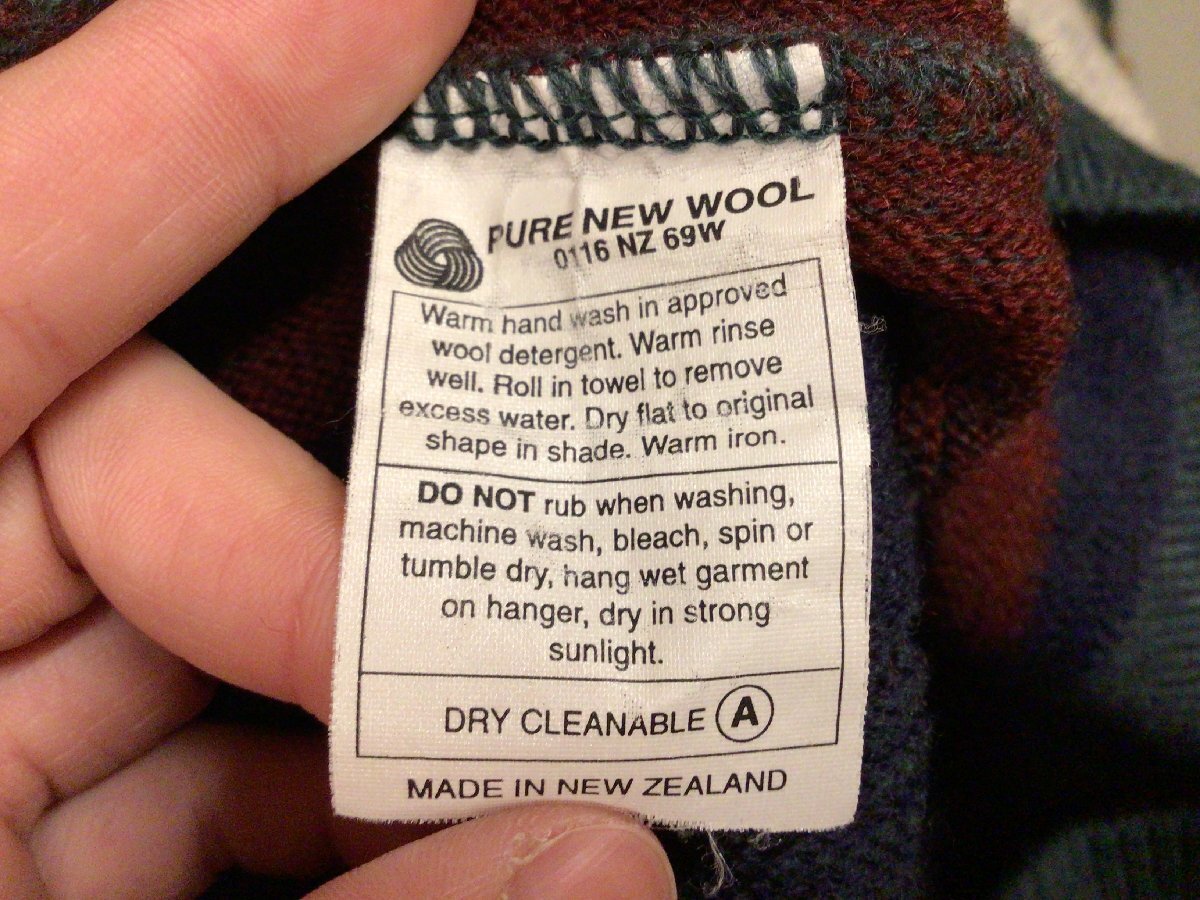 PURE NEW WOOL
0116 NZ 69W
Warm hand wash in approved
wool detergent. Warm rinse
well. Roll in towel to remove
excess water. Dry flat to original
shape in shade. Warm iron.
DO NOT rub when washing,
machine wash, bleach, spin or
tumble dry, hang wet garment
on hanger, dry in strong
sunlight.
DRY CLEANABLE A
MADE IN NEW ZEALAND